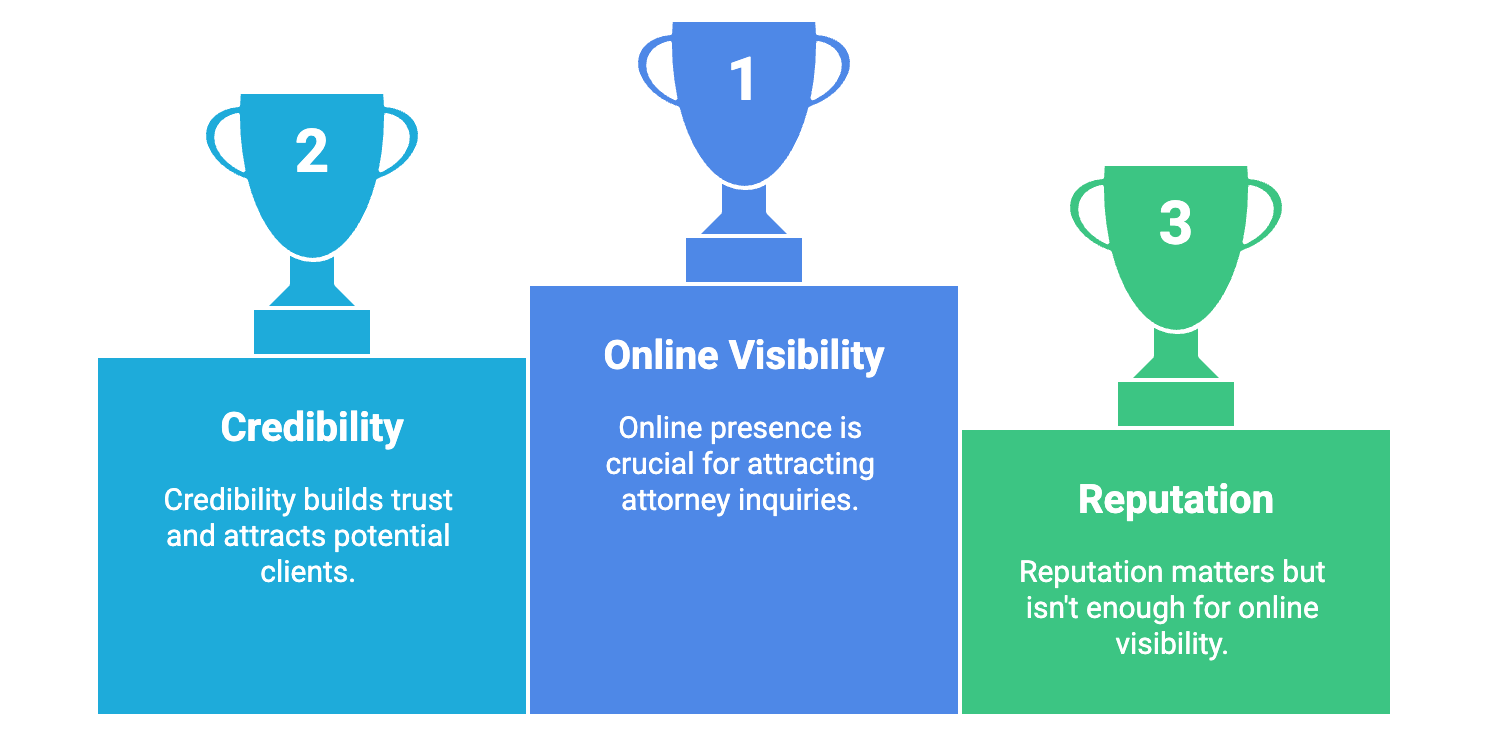 2
Credibility
Credibility builds trust
and attracts potential
clients.
1
Online Visibility
Online presence is
crucial for attracting
attorney inquiries.
3
Reputation
Reputation matters but
isn't enough for online
visibility.